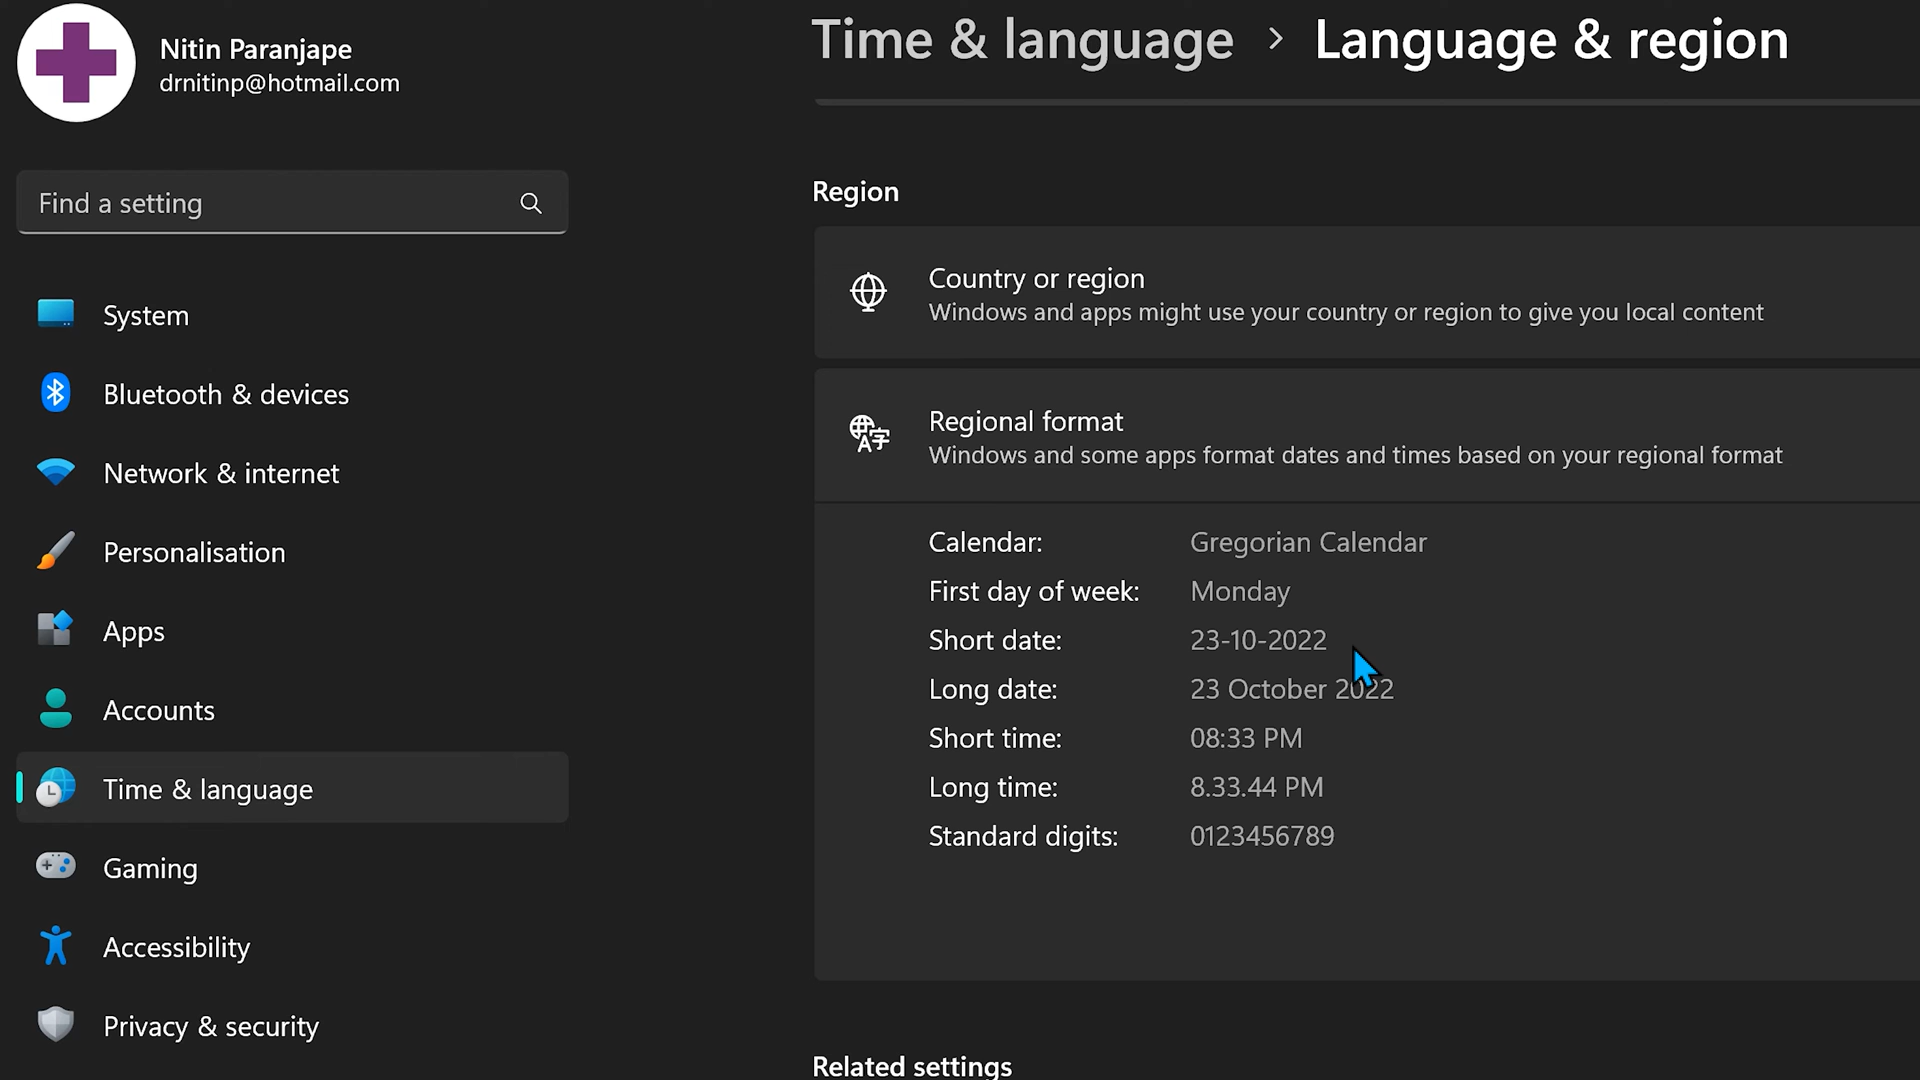 Nitin Paranjape
drnitinp@hotmail.com
Find a setting
System
Bluetooth & devices
Network & internet
Personalisation
Apps
Accounts
Time & language
Gaming
Accessibility
Privacy & security
Time & language > Language & region
Region
Country or region
Windows and apps might use your country or region to give you local content
Regional format
Windows and some apps format dates and times based on your regional format
Calendar: Gregorian Calendar
First day of week: Monday
Short date: 23-10-2022
Long date: 23 October 2022
Short time: 08:33 PM
Long time: 8.33.44 PM
Standard digits: 0123456789
Related settings